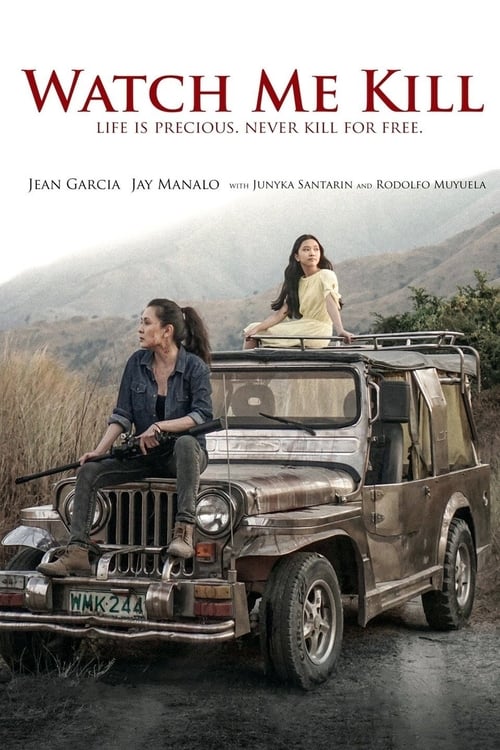 WATCH ME KILL
LIFE IS PRECIOUS. NEVER KILL FOR FREE.
JEAN GARCIA JAY MANALO WITH JUNYKA SANTARIN AND RODOLFO MUYUELA
WMK-244